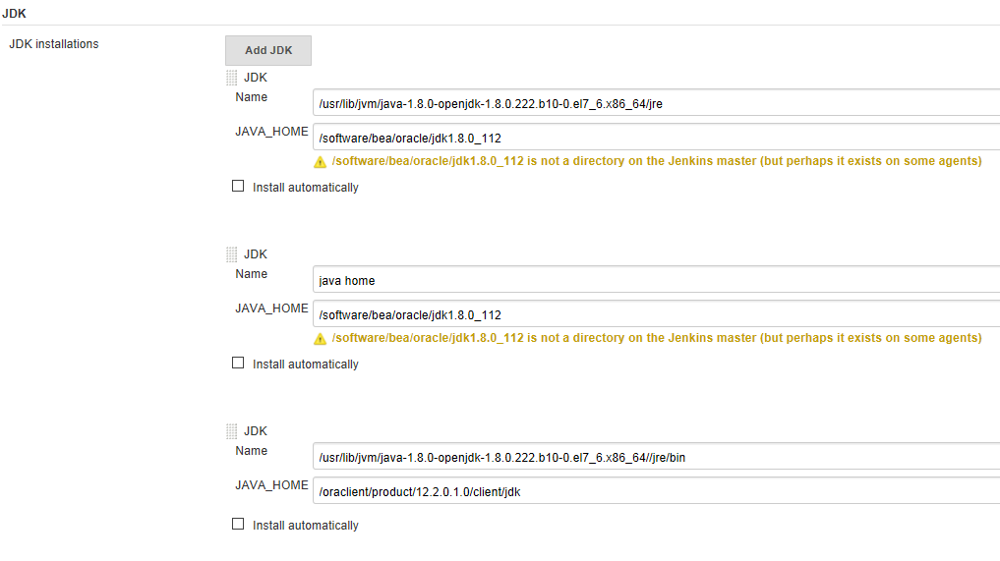 JDK
JDK installations
Add JDK
JDK
Name
/usr/lib/jvm/java-1.8.0-openjdk-1.8.0.222.b10-0.el7_6.x86_64/jre
JAVA_HOME
/software/bea/oracle/jdk1.8.0_112
/software/bea/oracle/jdk1.8.0_112 is not a directory on the Jenkins master (but perhaps it exists on some agents)
Install automatically
JDK
Name
java home
JAVA_HOME
/software/bea/oracle/jdk1.8.0_112
/software/bea/oracle/jdk1.8.0_112 is not a directory on the Jenkins master (but perhaps it exists on some agents)
Install automatically
JDK
Name
/usr/lib/jvm/java-1.8.0-openjdk-1.8.0.222.b10-0.el7_6.x86_64//jre/bin
JAVA_HOME
/oraclient/product/12.2.0.1.0/client/jdk
Install automatically